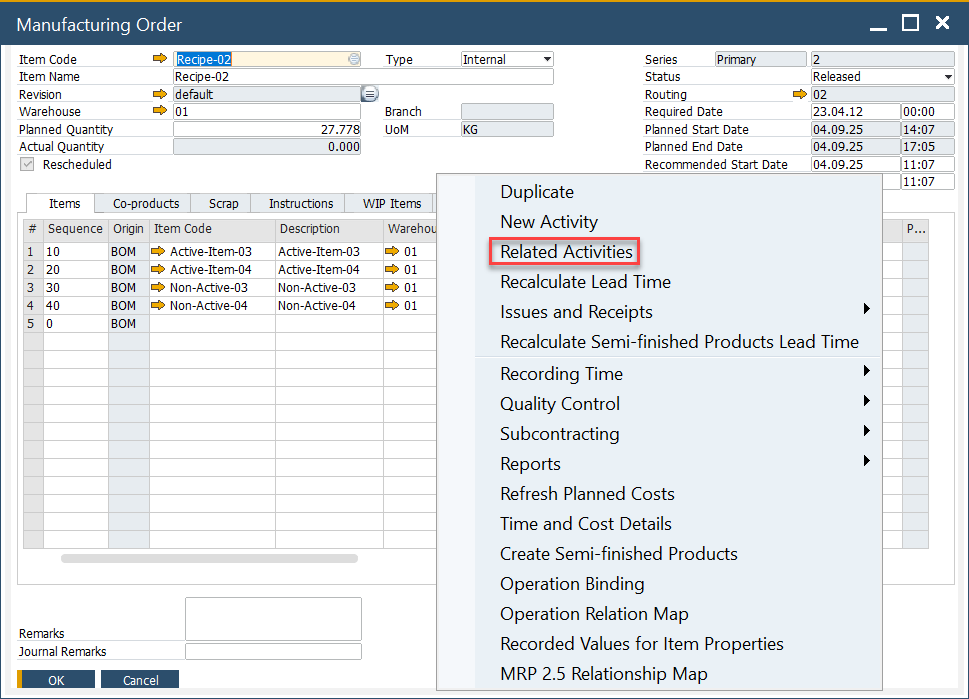 Manufacturing Order
Item Code Recipe-02 Type Internal Series Primary 2
Item Name Recipe-02 Status Released
Revision default Routing 02
Warehouse 01 Branch Required Date 23.04.12 00:00
Planned Quantity 27.778 UoM KG Planned Start Date 04.09.25 14:07
Actual Quantity 0.000 Planned End Date 04.09.25 17:05
Rescheduled Recommended Start Date 04.09.25 11:07
11:07
Items Co-products Scrap Instructions WIP Items
# Sequence Origin Item Code Description Warehou P...
1 10 BOM Active-Item-03 Active-Item-03 01
2 20 BOM Active-Item-04 Active-Item-04 01
3 30 BOM Non-Active-03 Non-Active-03 01
4 40 BOM Non-Active-04 Non-Active-04 01
5 0 BOM
Duplicate
New Activity
Related Activities
Recalculate Lead Time
Issues and Receipts
Recalculate Semi-finished Products Lead Time
Recording Time
Quality Control
Subcontracting
Reports
Refresh Planned Costs
Time and Cost Details
Create Semi-finished Products
Operation Binding
Operation Relation Map
Recorded Values for Item Properties
MRP 2.5 Relationship Map
Remarks
Journal Remarks
OK Cancel